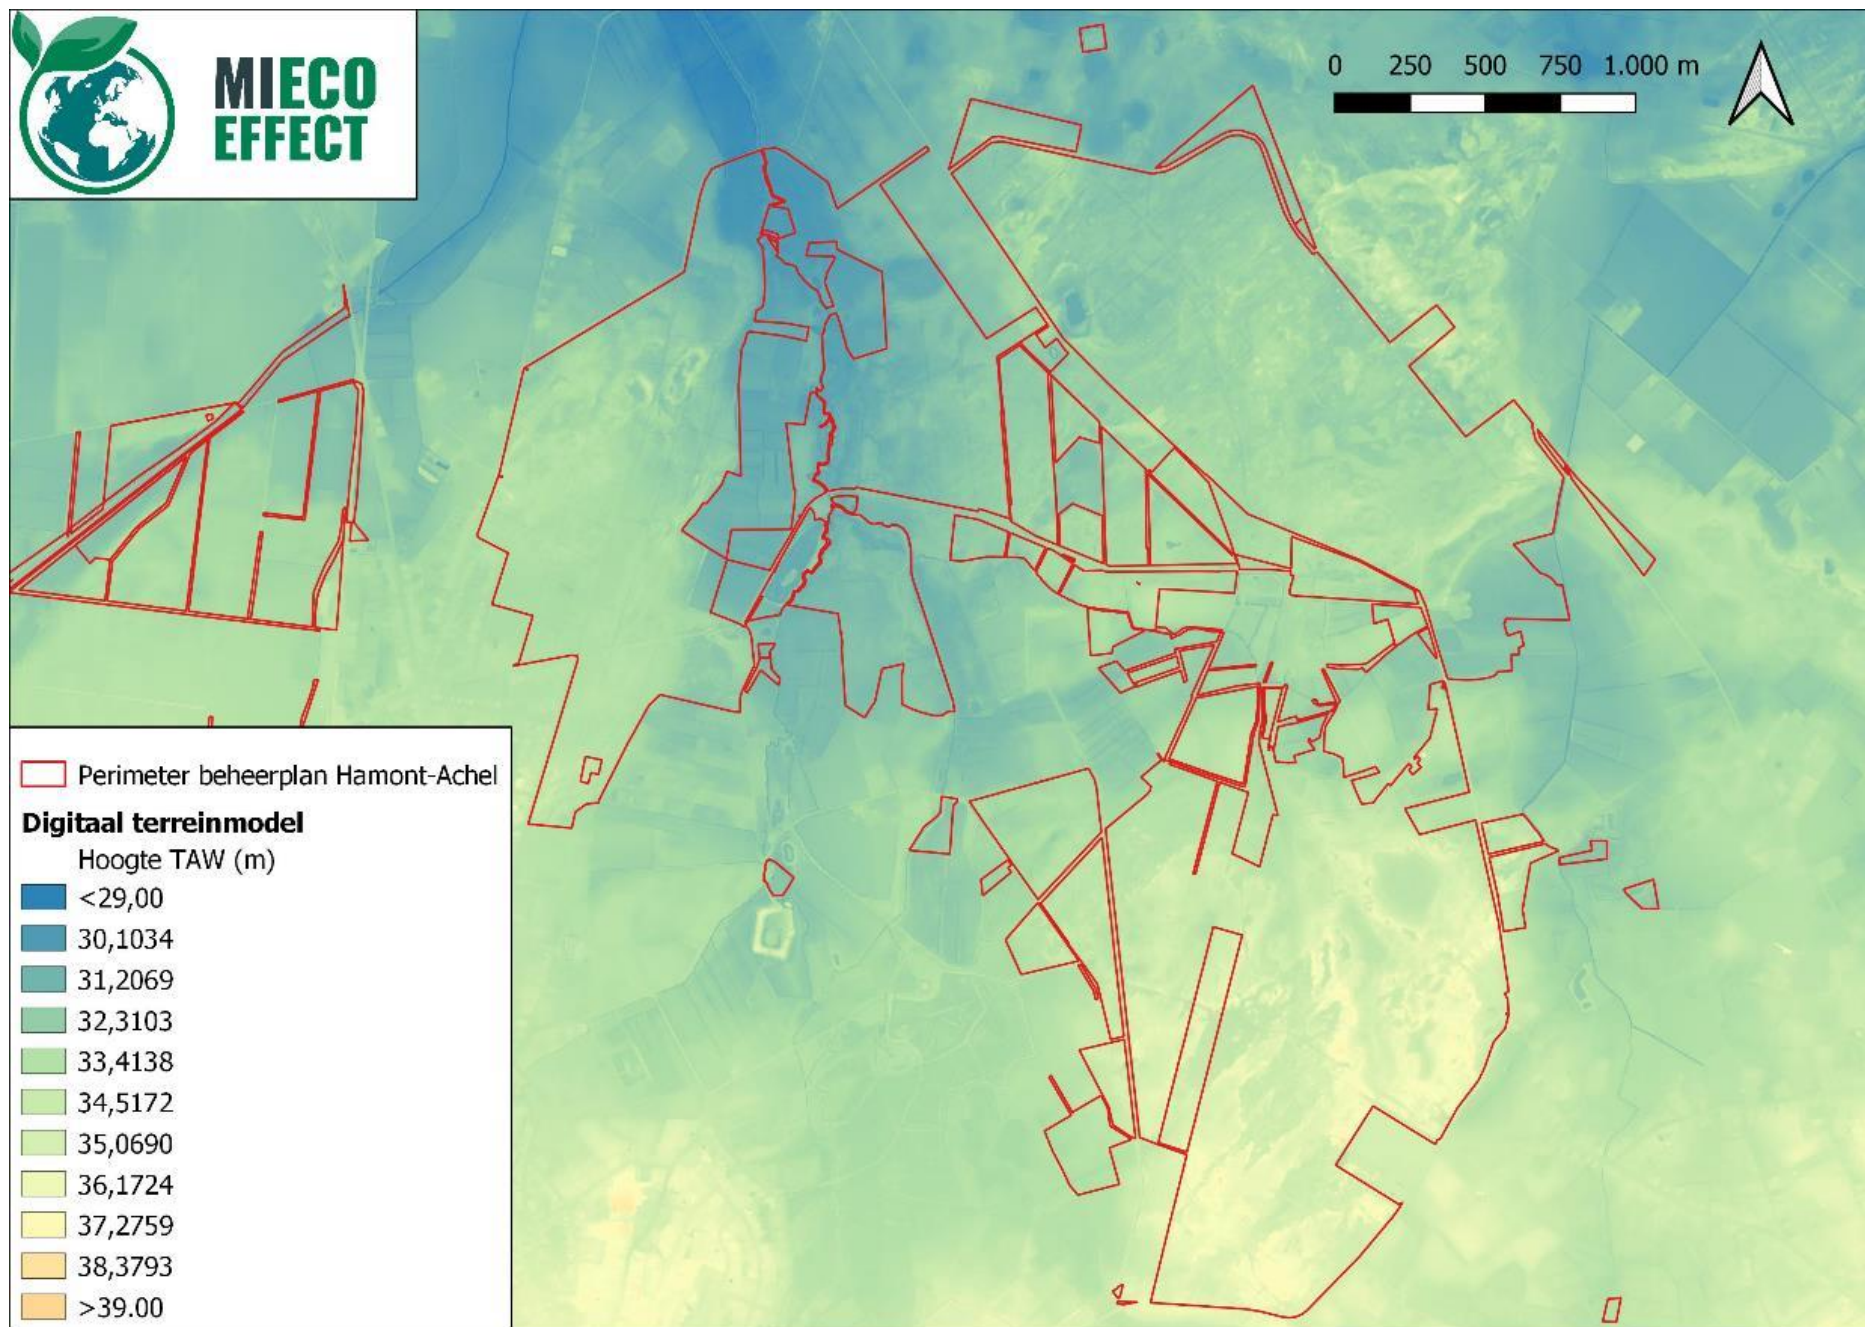 MIECO
EFFECT
0 250 500 750 1.000 m
Perimeter beheerplan Hamont-Achel
Digitaal terreinmodel
Hoogte TAW (m)
<29,00
30,1034
31,2069
32,3103
33,4138
34,5172
35,0690
36,1724
37,2759
38,3793
>39.00